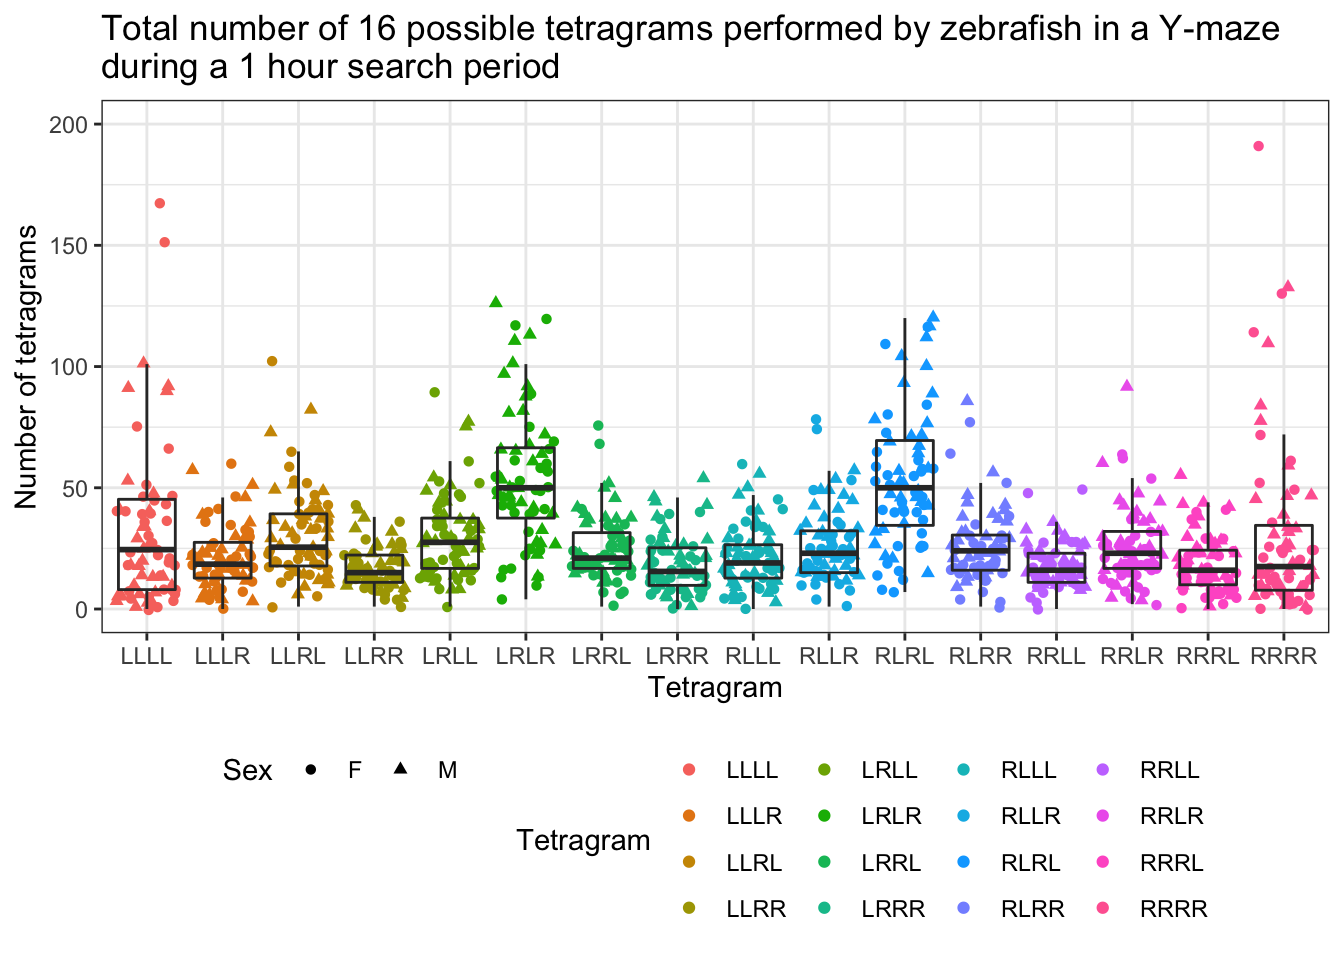 Total number of 16 possible tetragrams performed by zebrafish in a Y-maze
during a 1 hour search period
Number of tetragrams
200
150
100
50
0
LLLL LLLR LLRL LLRR LRLL LRLR LRRL LRRR RLLL RLLR RLRL RLRR RRLL RRLR RRRL RRRR
Tetragram
Sex F M
Tetragram
LLLL LRLL RLLL RRLL
LLLR LRLR RLLR RRLR
LLRL LRRL RLRL RRRL
LLRR LRRR RLRR RRRR